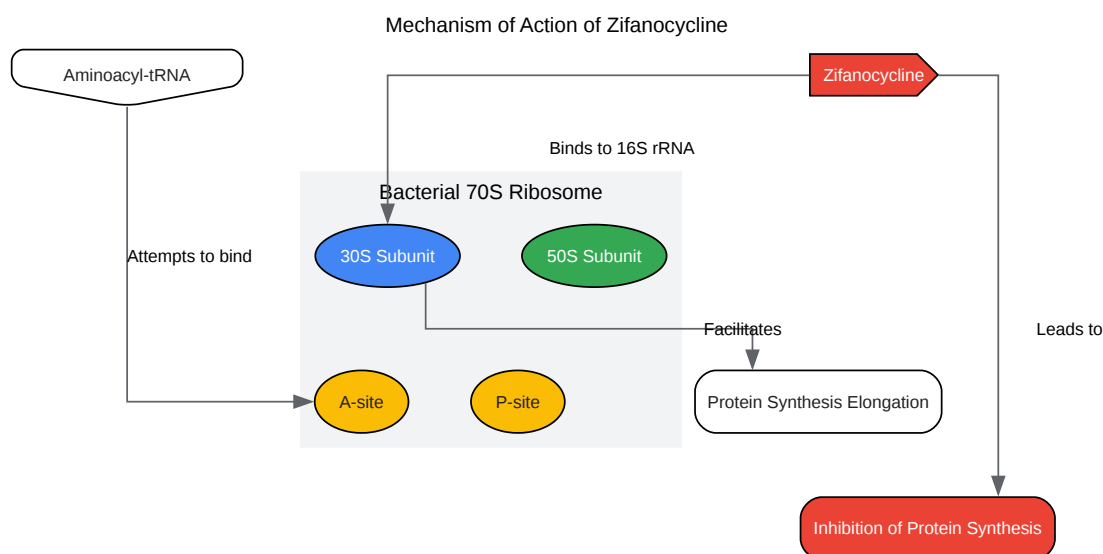 Mechanism of Action of Zifanocycline
Aminoacyl-tRNA
Zifanocycline
Binds to 16S rRNA
Bacterial 70S Ribosome
30S Subunit
50S Subunit
Attempts to bind
Facilitates
Leads to
A-site
P-site
Protein Synthesis Elongation
Inhibition of Protein Synthesis